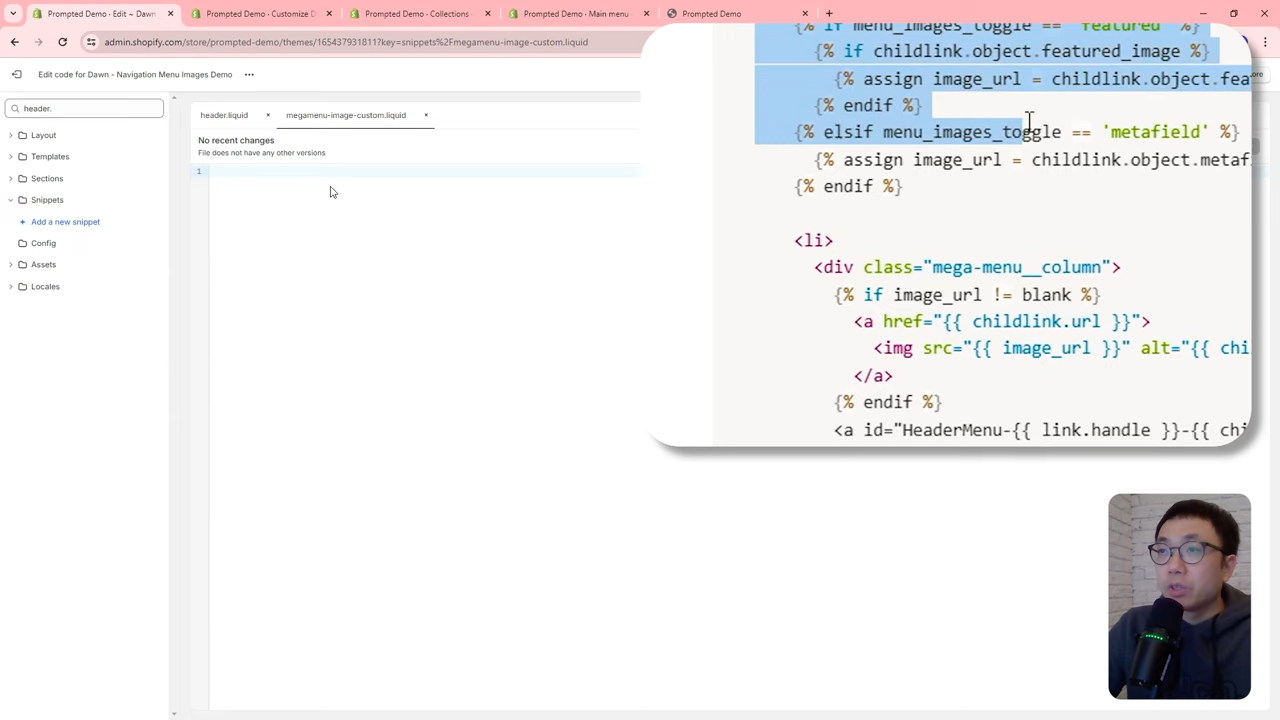 Prompted Demo - Edit ~ Dawn
Prompted Demo - Customize D
Prompted Demo - Collections
Prompted Demo - Main menu
Prompted Demo
admin.shopify.com/store/prompted-demo/themes/165437931811?key=snippets%2Fmegamenu-image-custom.liquid
Edit code for Dawn - Navigation Menu Images Demo
header.
Layout
Templates
Sections
Snippets
+ Add a new snippet
Config
Assets
Locales
header.liquid
megamenu-image-custom.liquid
No recent changes
File does not have any other versions
1
{% if menu_images_toggle == 'featured' %}
{% if childlink.object.featured_image %}
{% assign image_url = childlink.object.fea
{% endif %}
{% elsif menu_images_toggle == 'metafield' %}
{% assign image_url = childlink.object.metaf
{% endif %}
<li>
<div class="mega-menu__column">
{% if image_url != blank %}
<a href="{{ childlink.url }}">
<img src="{{ image_url }}" alt="{{ chi
</a>
{% endif %}
<a id="HeaderMenu-{{ link.handle }}-{{ chi